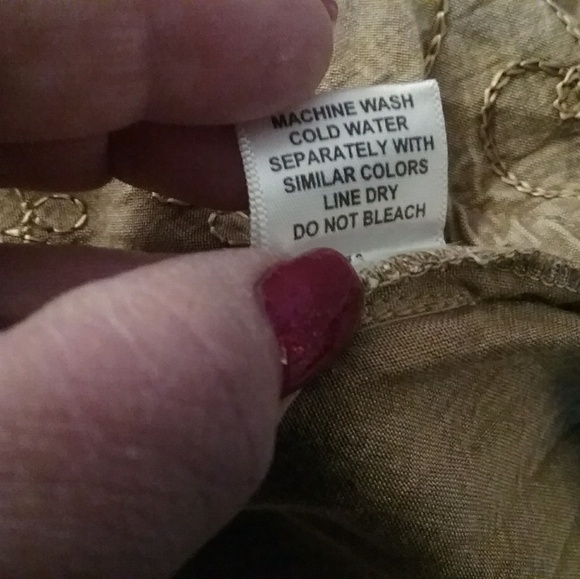 MACHINE WASH
COLD WATER
SEPARATELY WITH
SIMILAR COLORS
LINE DRY
DO NOT BLEACH